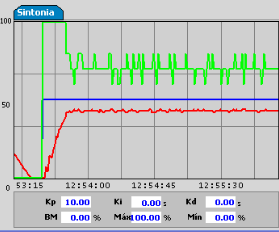 Sintonia
100
50
0
53:15 12:54:00 12:54:45 12:55:30
Kp 10.00 Ki 0.00 s Kd 0.00 s
BM 0.00 % Máx 100.00 % Mín 0.00 %